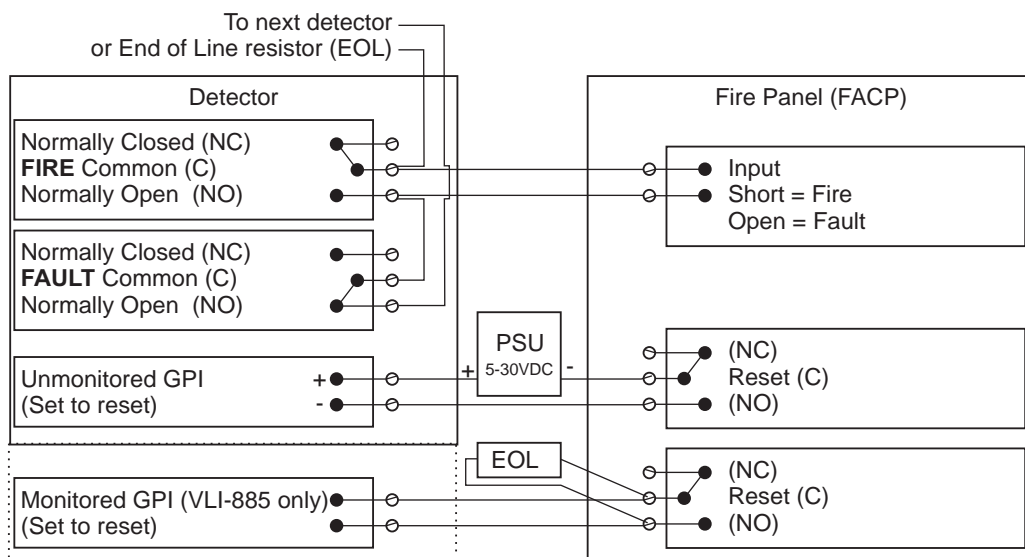 To next detector
or End of Line resistor (EOL)
Detector
Normally Closed (NC)
FIRE Common (C)
Normally Open (NO)
Normally Closed (NC)
FAULT Common (C)
Normally Open (NO)
Unmonitored GPI
(Set to reset)
+
-
Monitored GPI (VLI-885 only)
(Set to reset)
+
PSU
5-30VDC
-
EOL
Fire Panel (FACP)
Input
Short = Fire
Open = Fault
(NC)
Reset (C)
(NO)
(NC)
Reset (C)
(NO)